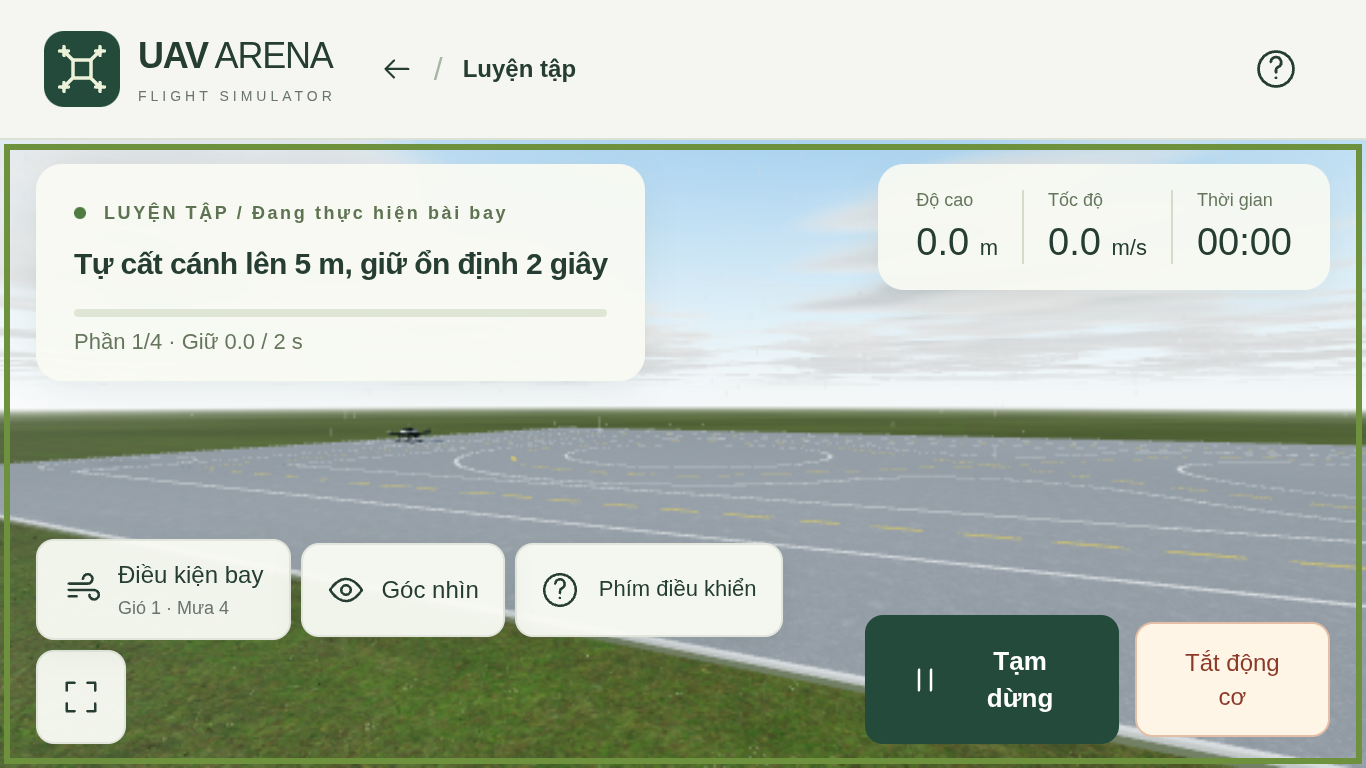 UAV ARENA
FLIGHT SIMULATOR
/ Luyện tập
LUYỆN TẬP / Đang thực hiện bài bay
Tự cất cánh lên 5 m, giữ ổn định 2 giây
Phần 1/4 · Giữ 0.0 / 2 s
Độ cao
0.0 m
Tốc độ
0.0 m/s
Thời gian
00:00
Điều kiện bay
Gió 1 · Mưa 4
Góc nhìn
Phím điều khiển
Tạm
dừng
Tắt động
cơ